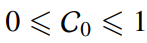 0 ⩽ 𝒞₀ ⩽ 1